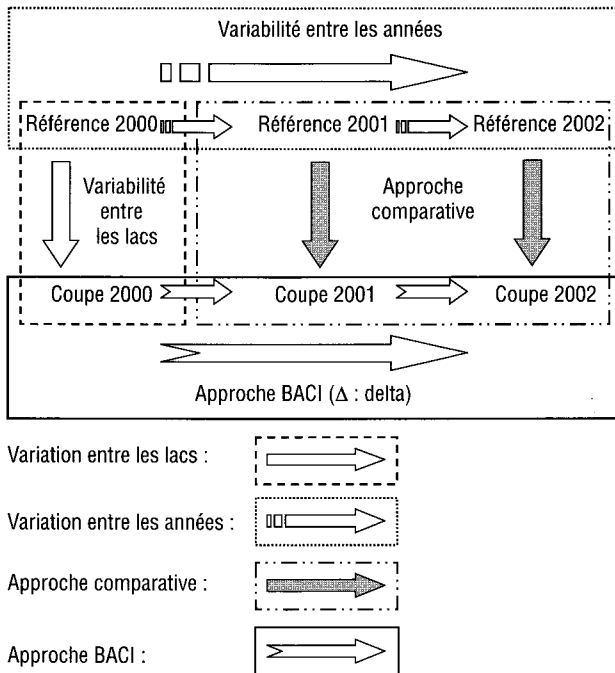 Variabilité entre les années
Référence 2000
Référence 2001
Référence 2002
Variabilité
entre
les lacs
Approche
comparative
Coupe 2000
Coupe 2001
Coupe 2002
Approche BACI (Δ : delta)
Variation entre les lacs :
Variation entre les années :
Approche comparative :
Approche BACI :